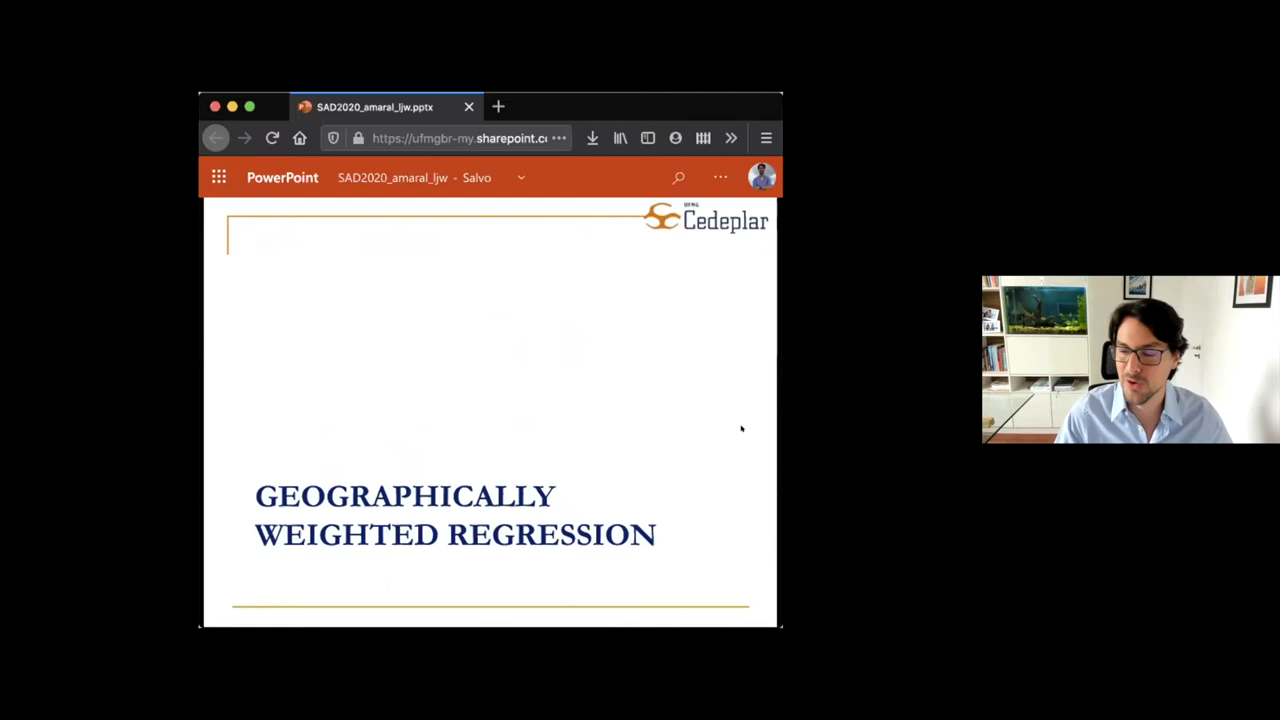 SAD2020_amaral_ljw.pptx
https://ufmgbr-my.sharepoint.c
PowerPoint
SAD2020_amaral_ljw - Salvo
UFMG
Cedeplar
GEOGRAPHICALLY
WEIGHTED REGRESSION